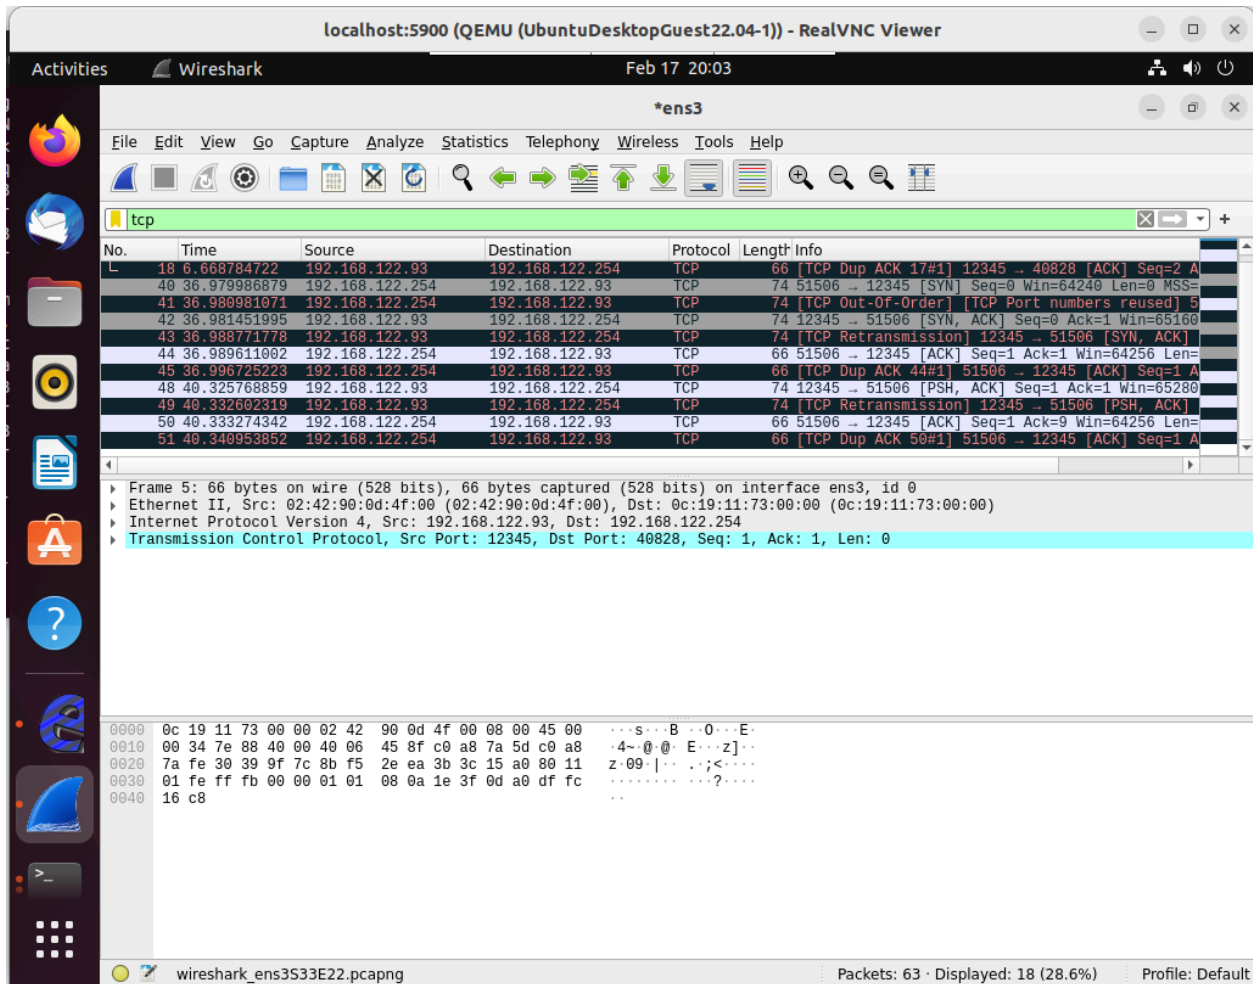 localhost:5900 (QEMU (UbuntuDesktopGuest22.04-1)) - RealVNC Viewer
Activities Wireshark Feb 17 20:03
*ens3
File Edit View Go Capture Analyze Statistics Telephony Wireless Tools Help
tcp
No. Time Source Destination Protocol Length Info
18 6.668784722 192.168.122.93 192.168.122.254 TCP 66 [TCP Dup ACK 17#1] 12345 → 40828 [ACK] Seq=2 A
40 36.979986879 192.168.122.254 192.168.122.93 TCP 74 51506 → 12345 [SYN] Seq=0 Win=64240 Len=0 MSS=
41 36.980981071 192.168.122.254 192.168.122.93 TCP 74 [TCP Out-Of-Order] [TCP Port numbers reused] 5
42 36.981451995 192.168.122.93 192.168.122.254 TCP 74 12345 → 51506 [SYN, ACK] Seq=0 Ack=1 Win=65160
43 36.988771778 192.168.122.93 192.168.122.254 TCP 74 [TCP Retransmission] 12345 → 51506 [SYN, ACK]
44 36.989611002 192.168.122.254 192.168.122.93 TCP 66 51506 → 12345 [ACK] Seq=1 Ack=1 Win=64256 Len=
45 36.996725223 192.168.122.254 192.168.122.93 TCP 66 [TCP Dup ACK 44#1] 51506 → 12345 [ACK] Seq=1 A
48 40.325768859 192.168.122.93 192.168.122.254 TCP 74 12345 → 51506 [PSH, ACK] Seq=1 Ack=1 Win=65280
49 40.332602319 192.168.122.93 192.168.122.254 TCP 74 [TCP Retransmission] 12345 → 51506 [PSH, ACK]
50 40.333274342 192.168.122.254 192.168.122.93 TCP 66 51506 → 12345 [ACK] Seq=1 Ack=9 Win=64256 Len=
51 40.340953852 192.168.122.254 192.168.122.93 TCP 66 [TCP Dup ACK 50#1] 51506 → 12345 [ACK] Seq=1 A
Frame 5: 66 bytes on wire (528 bits), 66 bytes captured (528 bits) on interface ens3, id 0
Ethernet II, Src: 02:42:90:0d:4f:00 (02:42:90:0d:4f:00), Dst: 0c:19:11:73:00:00 (0c:19:11:73:00:00)
Internet Protocol Version 4, Src: 192.168.122.93, Dst: 192.168.122.254
Transmission Control Protocol, Src Port: 12345, Dst Port: 40828, Seq: 1, Ack: 1, Len: 0
0000 0c 19 11 73 00 00 02 42 90 0d 4f 00 08 00 45 00 ···s···B ··O···E·
0010 00 34 7e 88 40 00 40 06 45 8f c0 a8 7a 5d c0 a8 ·4~·@·@· E···z]··
0020 7a fe 30 39 9f 7c 8b f5 2e ea 3b 3c 15 a0 80 11 z·09·|·· .·;<····
0030 01 fe ff fb 00 00 01 01 08 0a 1e 3f 0d a0 df fc ········ ···?····
0040 16 c8 ··
wireshark_ens3S33E22.pcapng Packets: 63 · Displayed: 18 (28.6%) Profile: Default